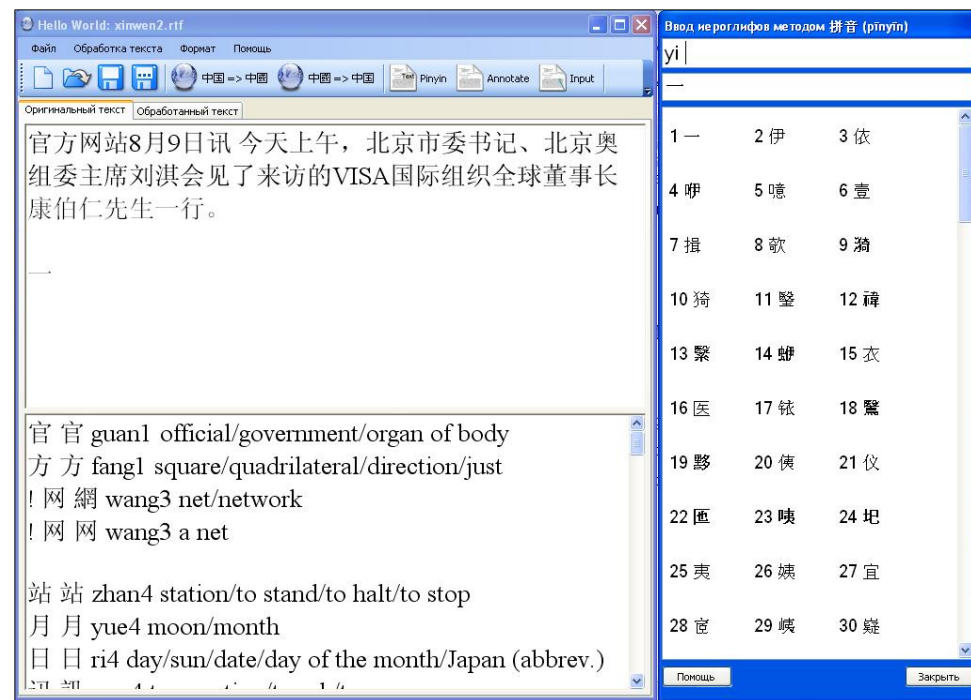 Hello World: xinwen2.rtf
Файл Обработка текста Формат Помощь
中国 => 中國 中國 => 中国 Text Pinyin Annotate Input
Оригинальный текст Обработанный текст
官方网站8月9日讯 今天上午，北京市委书记、北京奥
组委主席刘淇会见了来访的VISA国际组织全球董事长
康伯仁先生一行。
一
官 官 guan1 official/government/organ of body
方 方 fang1 square/quadrilateral/direction/just
! 网 網 wang3 net/network
! 网 网 wang3 a net
站 站 zhan4 station/to stand/to halt/to stop
月 月 yue4 moon/month
日 日 ri4 day/sun/date/day of the month/Japan (abbrev.)
Ввод иероглифов методом 拼音 (pīnyīn)
yi
一
1 一 2 伊 3 依
4 咿 5 噫 6 壹
7 揖 8 欹 9 漪
10 猗 11 瑿 12 禕
13 繄 14 蛜 15 衣
16 医 17 铱 18 鷖
19 黟 20 侇 21 仪
22 匜 23 咦 24 圯
25 夷 26 姨 27 宜
28 宧 29 峓 30 嶷
Помощь Закрыть